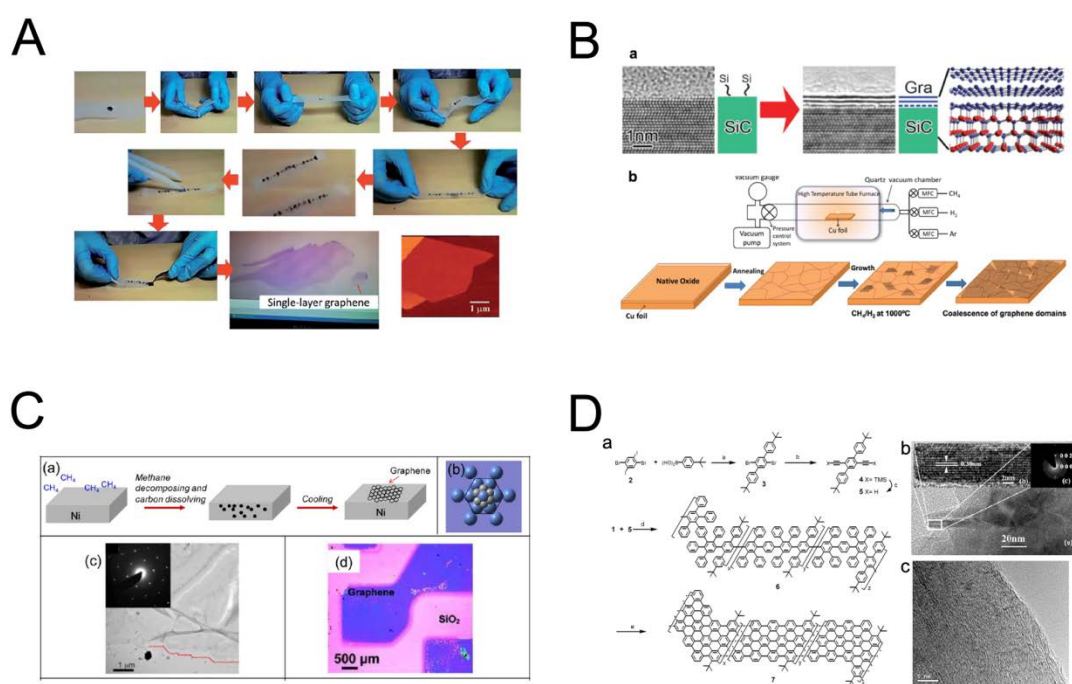 A
Single-layer graphene
1 μm
B
a
Si Si
SiC
1nm
Gra
SiC
b
vacuum gauge
Vacuum pump
Pressure control system
High Temperature Tube Furnace
Cu foil
Quartz vacuum chamber
MFC CH₄
MFC H₂
MFC Ar
Native Oxide
Cu foil
Annealing
Growth
CH₄/H₂ at 1000°C
Coalescence of graphene domains
C
(a)
CH₄ CH₄ CH₄ CH₄
Ni
Methane
decomposing and
carbon dissolving
Cooling
Graphene
Ni
(b)
(c)
1 μm
(d)
Graphene
SiO₂
500 μm
D
a
2
+
a
3
b
4 X= TMS
5 X= H
c
1 + 5
d
6
e
7
b
2nm
(b)
(c)
20nm
(a)
c